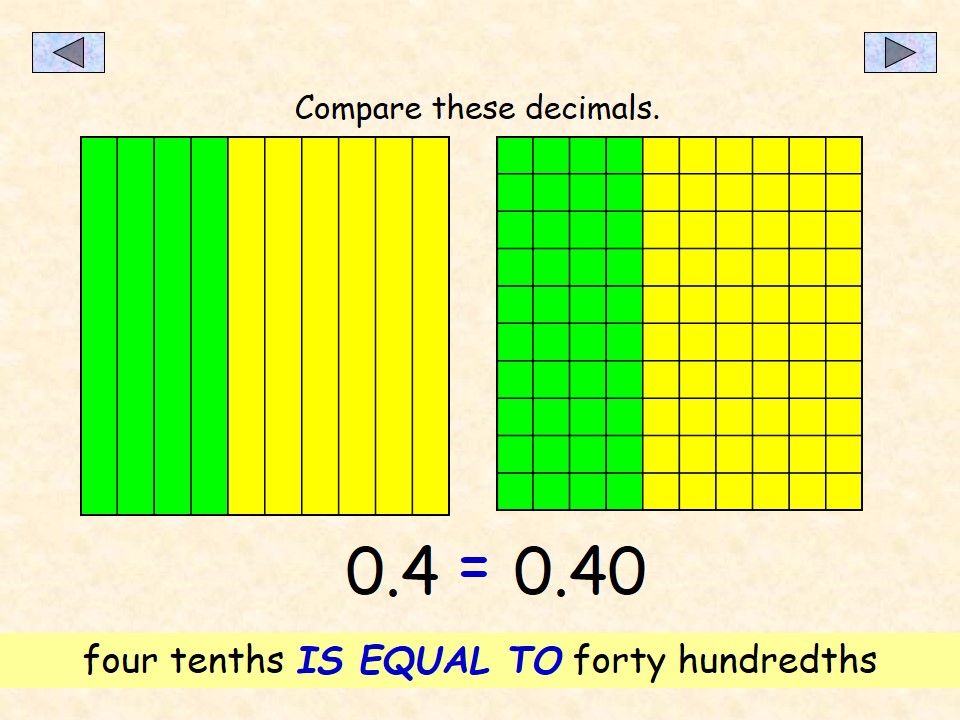 Compare these decimals.
0.4 = 0.40
four tenths IS EQUAL TO forty hundredths